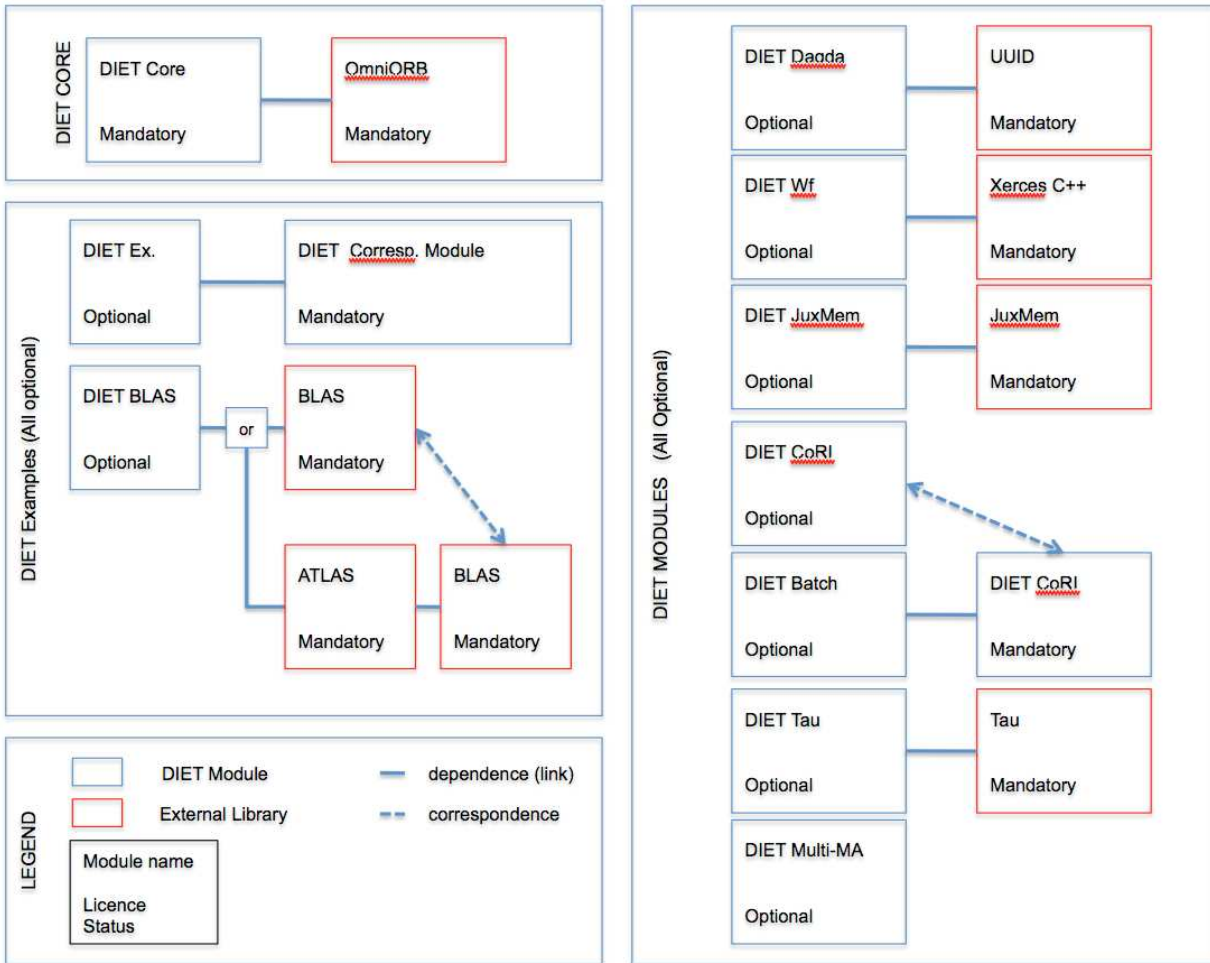 DIET CORE
DIET Core
Mandatory
OmniORB
Mandatory
DIET Examples (All optional)
DIET Ex.
Optional
DIET Corresp. Module
Mandatory
DIET BLAS
Optional
or
BLAS
Mandatory
ATLAS
Mandatory
BLAS
Mandatory
LEGEND
DIET Module
External Library
dependence (link)
correspondence
Module name
Licence
Status
DIET MODULES (All Optional)
DIET Dagda
Optional
UUID
Mandatory
DIET Wf
Optional
Xerces C++
Mandatory
DIET JuxMem
Optional
JuxMem
Mandatory
DIET CoRI
Optional
DIET Batch
Optional
DIET CoRI
Mandatory
DIET Tau
Optional
Tau
Mandatory
DIET Multi-MA
Optional